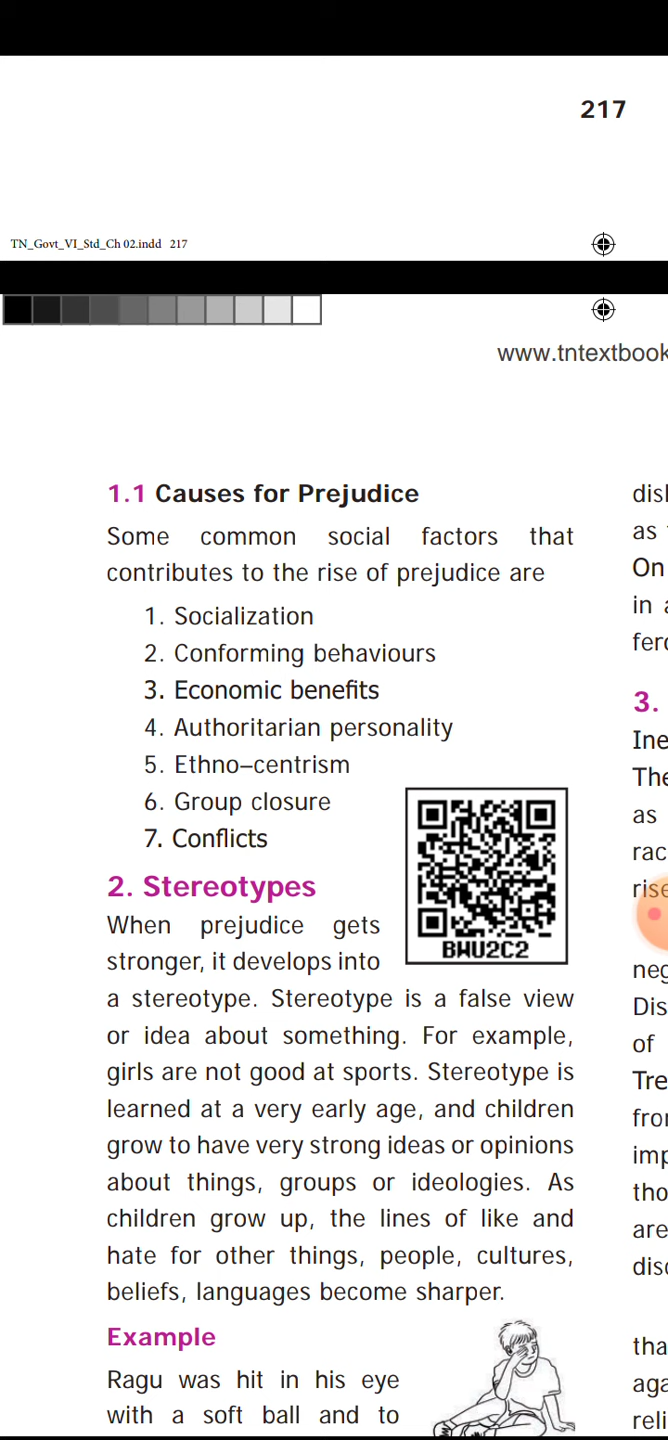 217
TN_Govt_VI_Std_Ch 02.indd 217
www.tntextbook
1.1 Causes for Prejudice
Some common social factors that
contributes to the rise of prejudice are
1. Socialization
2. Conforming behaviours
3. Economic benefits
4. Authoritarian personality
5. Ethno–centrism
6. Group closure
7. Conflicts
BWU2C2
2. Stereotypes
When prejudice gets
stronger, it develops into
a stereotype. Stereotype is a false view
or idea about something. For example,
girls are not good at sports. Stereotype is
learned at a very early age, and children
grow to have very strong ideas or opinions
about things, groups or ideologies. As
children grow up, the lines of like and
hate for other things, people, cultures,
beliefs, languages become sharper.
Example
Ragu was hit in his eye
with a soft ball and to
as
On
in
3.
The
as
rise
of